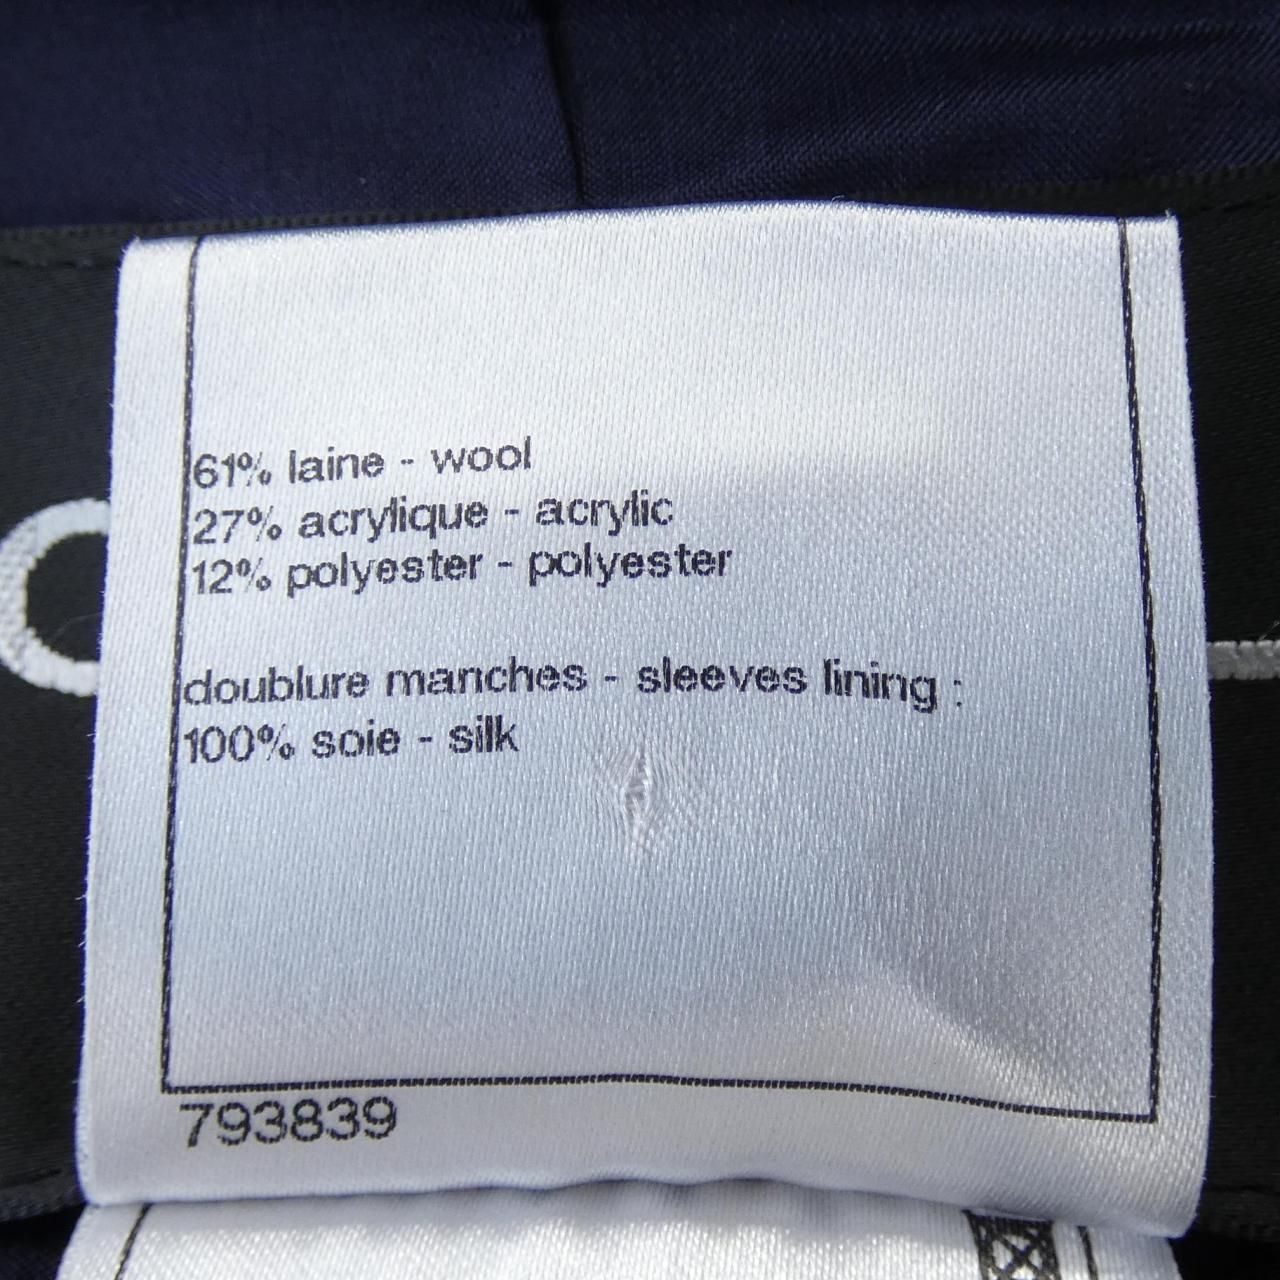 61% laine - wool
27% acrylique - acrylic
12% polyester - polyester
doublure manches - sleeves lining :
100% soie - silk
793839